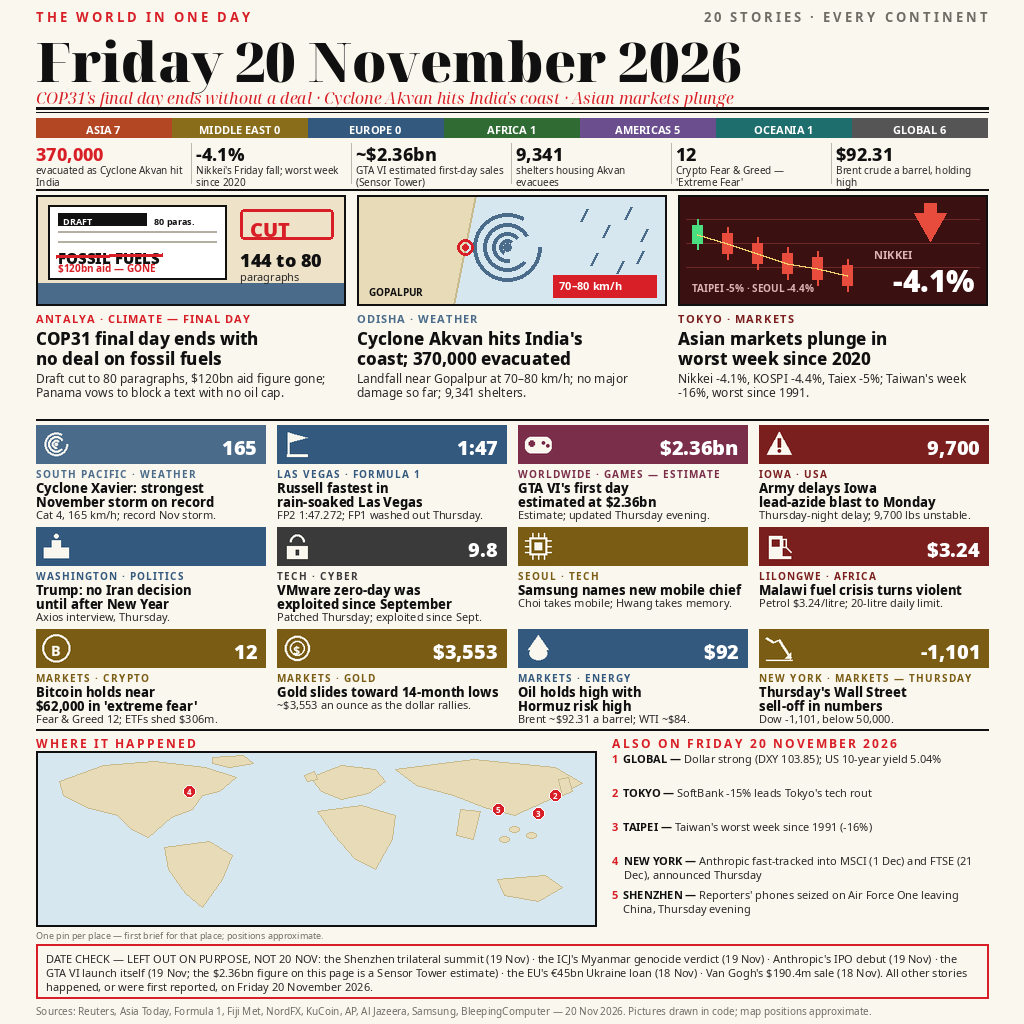 THE WORLD IN ONE DAY
20 STORIES · EVERY CONTINENT
Friday 20 November 2026
COP31's final day ends without a deal · Cyclone Akvan hits India's coast · Asian markets plunge
ASIA 7
MIDDLE EAST 0
EUROPE 0
AFRICA 1
AMERICAS 5
OCEANIA 1
GLOBAL 6
370,000
evacuated as Cyclone Akvan hit
India
-4.1%
Nikkei's Friday fall; worst week
since 2020
~$2.36bn
GTA VI estimated first-day sales
(Sensor Tower)
9,341
shelters housing Akvan
evacuees
12
Crypto Fear & Greed —
'Extreme Fear'
$92.31
Brent crude a barrel, holding
high
DRAFT
80 paras.
FOSSIL FUELS
$120bn aid — GONE
CUT
144 to 80
paragraphs
GOPALPUR
70–80 km/h
NIKKEI
-4.1%
TAIPEI -5% · SEOUL -4.4%
ANTALYA · CLIMATE — FINAL DAY
COP31 final day ends with
no deal on fossil fuels
Draft cut to 80 paragraphs, $120bn aid figure gone;
Panama vows to block a text with no oil cap.
ODISHA · WEATHER
Cyclone Akvan hits India's
coast; 370,000 evacuated
Landfall near Gopalpur at 70–80 km/h; no major
damage so far; 9,341 shelters.
TOKYO · MARKETS
Asian markets plunge in
worst week since 2020
Nikkei -4.1%, KOSPI -4.4%, Taiex -5%; Taiwan's week
-16%, worst since 1991.
165
SOUTH PACIFIC · WEATHER
Cyclone Xavier: strongest
November storm on record
Cat 4, 165 km/h; record Nov storm.
1:47
LAS VEGAS · FORMULA 1
Russell fastest in
rain-soaked Las Vegas
FP2 1:47.272; FP1 washed out Thursday.
$2.36bn
WORLDWIDE · GAMES — ESTIMATE
GTA VI's first day
estimated at $2.36bn
Estimate; updated Thursday evening.
9,700
IOWA · USA
Army delays Iowa
lead-azide blast to Monday
Thursday-night delay; 9,700 lbs unstable.
WASHINGTON · POLITICS
Trump: no Iran decision
until after New Year
Axios interview, Thursday.
9.8
TECH · CYBER
VMware zero-day was
exploited since September
Patched Thursday; exploited since Sept.
SEOUL · TECH
Samsung names new mobile chief
Choi takes mobile; Hwang takes memory.
$3.24
LILONGWE · AFRICA
Malawi fuel crisis turns violent
Petrol $3.24/litre; 20-litre daily limit.
B
12
MARKETS · CRYPTO
Bitcoin holds near
$62,000 in 'extreme fear'
Fear & Greed 12; ETFs shed $306m.
$
$3,553
MARKETS · GOLD
Gold slides toward 14-month lows
~$3,553 an ounce as the dollar rallies.
$92
MARKETS · ENERGY
Oil holds high with
Hormuz risk high
Brent ~$92.31 a barrel; WTI ~$84.
-1,101
NEW YORK · MARKETS — THURSDAY
Thursday's Wall Street
sell-off in numbers
Dow -1,101, below 50,000.
WHERE IT HAPPENED
4
5
2
3
One pin per place — first brief for that place; positions approximate.
ALSO ON FRIDAY 20 NOVEMBER 2026
1 GLOBAL — Dollar strong (DXY 103.85); US 10-year yield 5.04%
2 TOKYO — SoftBank -15% leads Tokyo's tech rout
3 TAIPEI — Taiwan's worst week since 1991 (-16%)
4 NEW YORK — Anthropic fast-tracked into MSCI (1 Dec) and FTSE (21
Dec), announced Thursday
5 SHENZHEN — Reporters' phones seized on Air Force One leaving
China, Thursday evening
DATE CHECK — LEFT OUT ON PURPOSE, NOT 20 NOV: the Shenzhen trilateral summit (19 Nov) · the ICJ's Myanmar genocide verdict (19 Nov) · Anthropic's IPO debut (19 Nov) · the
GTA VI launch itself (19 Nov; the $2.36bn figure on this page is a Sensor Tower estimate) · the EU's €45bn Ukraine loan (18 Nov) · Van Gogh's $190.4m sale (18 Nov). All other stories
happened, or were first reported, on Friday 20 November 2026.
Sources: Reuters, Asia Today, Formula 1, Fiji Met, NordFX, KuCoin, AP, Al Jazeera, Samsung, BleepingComputer — 20 Nov 2026. Pictures drawn in code; map positions approximate.